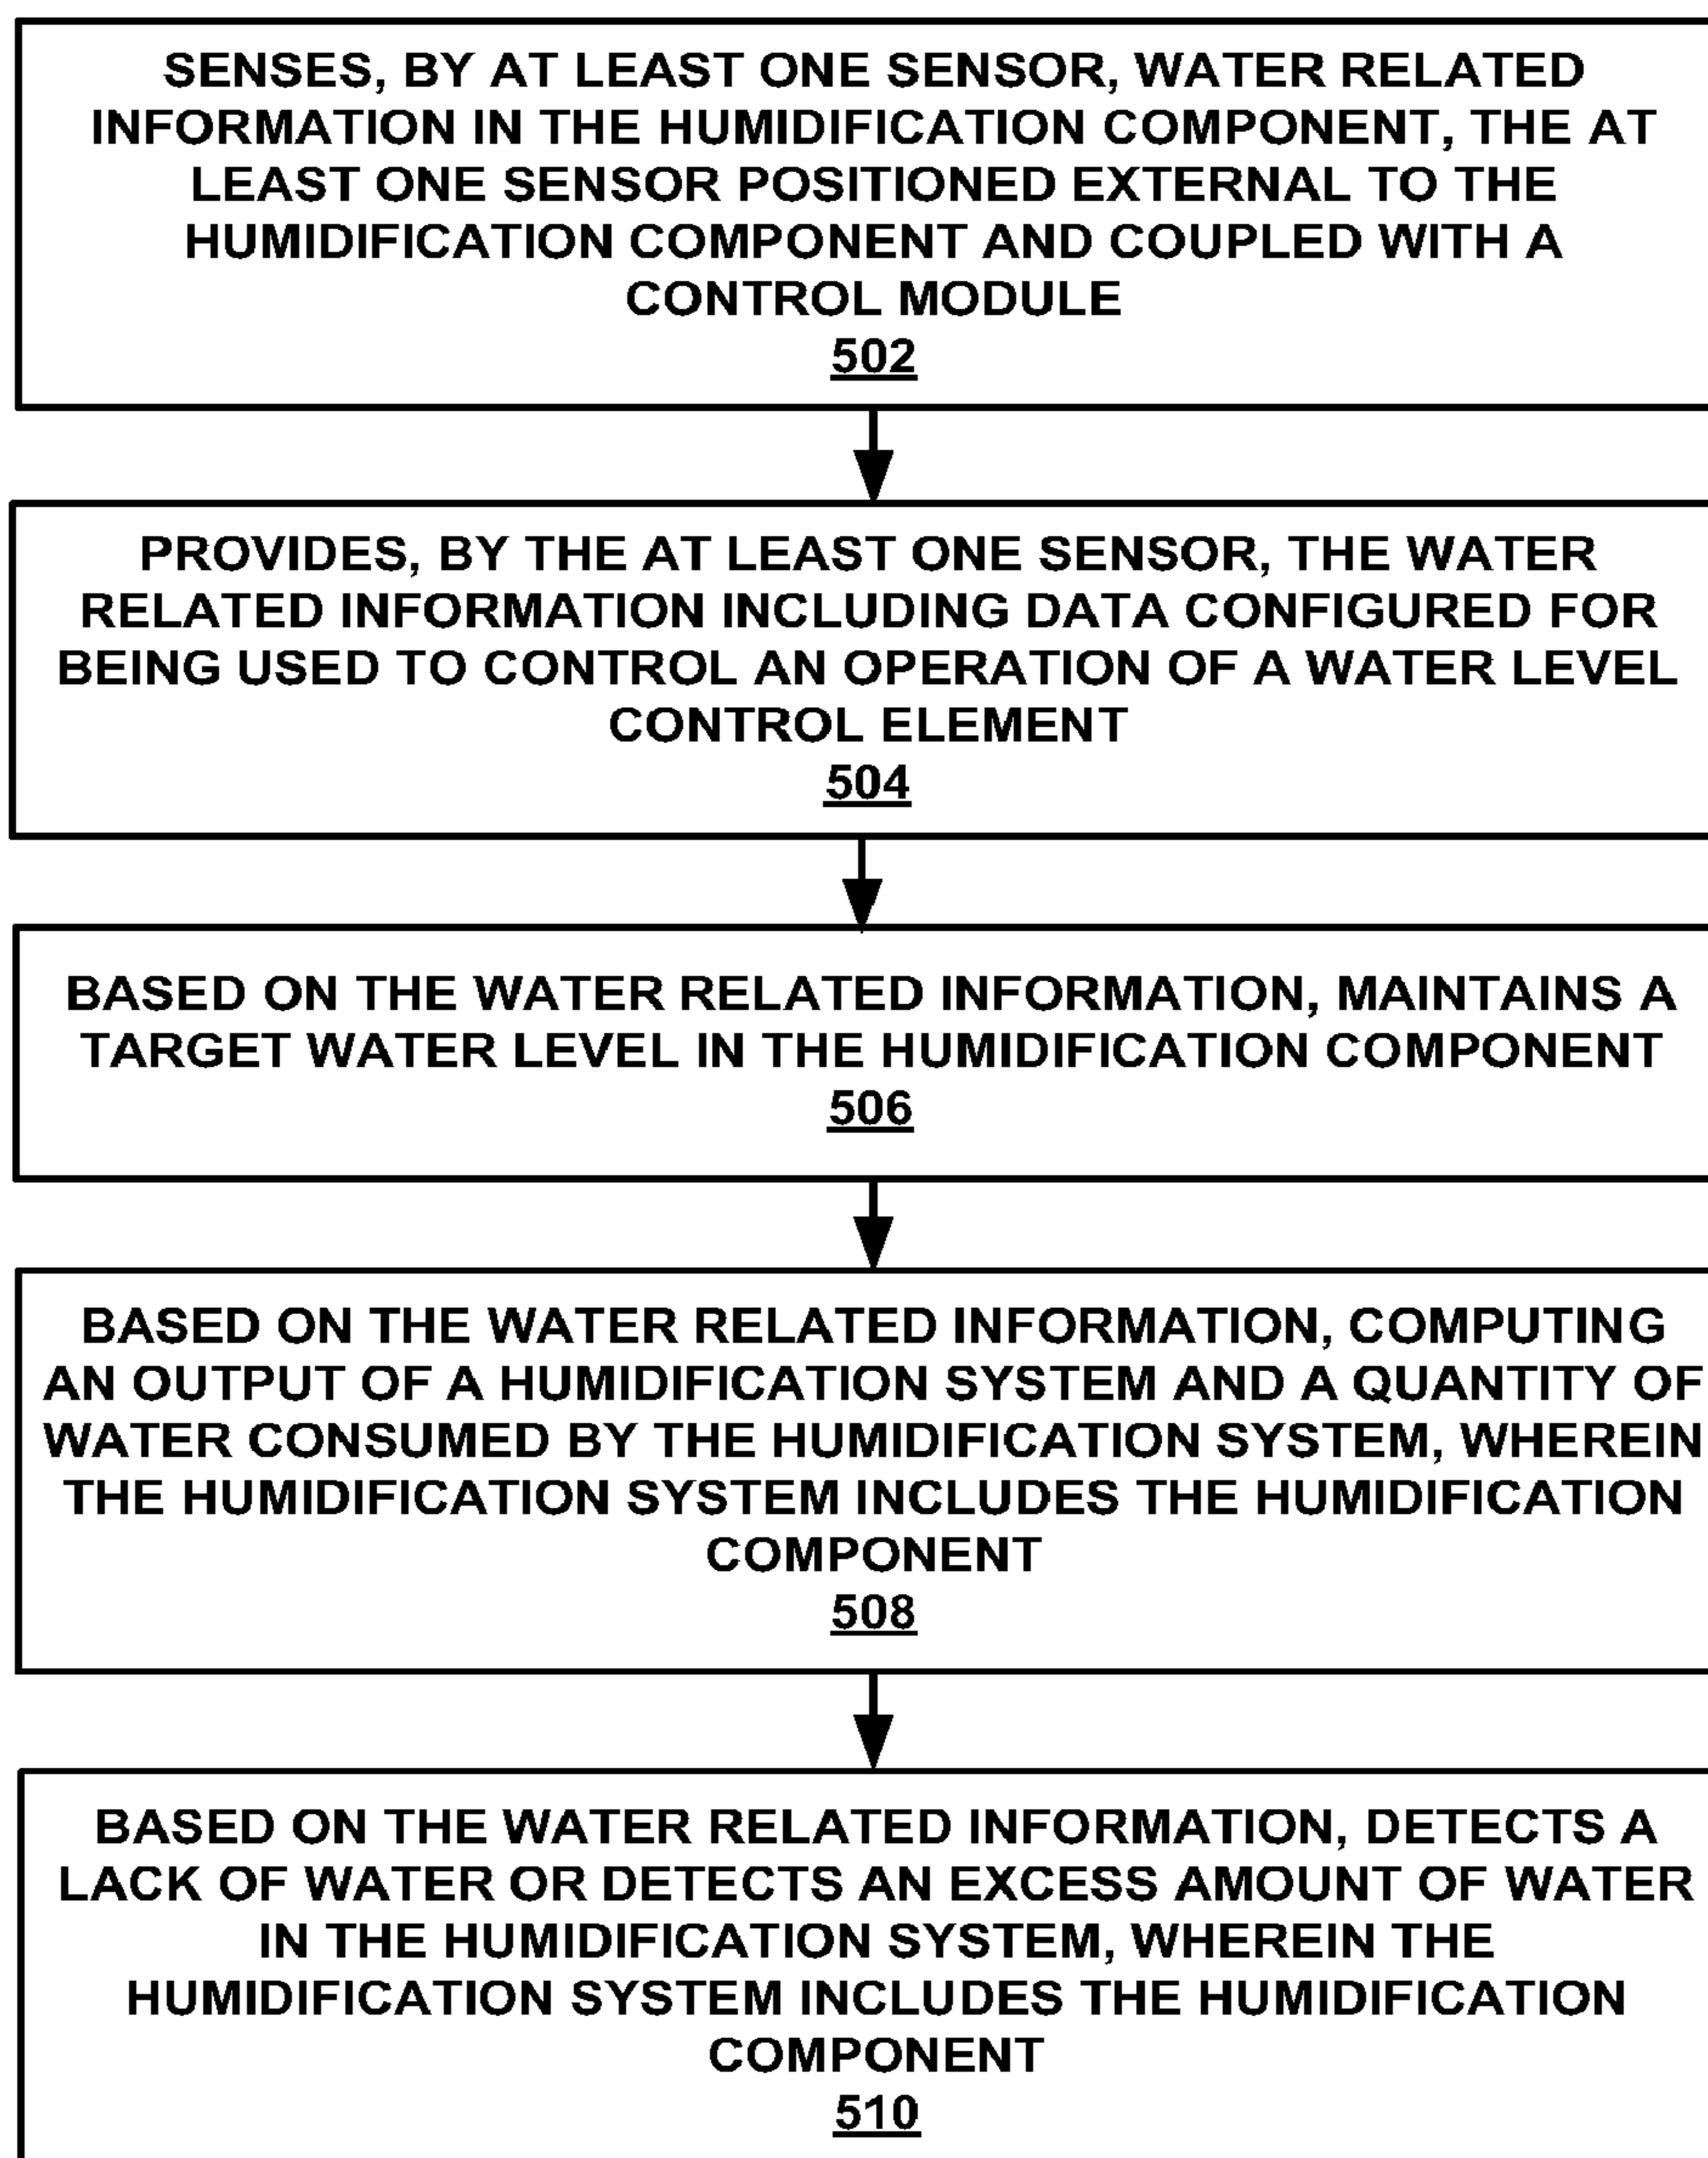 SENSES, BY AT LEAST ONE SENSOR, WATER RELATED
INFORMATION IN THE HUMIDIFICATION COMPONENT, THE AT
LEAST ONE SENSOR POSITIONED EXTERNAL TO THE
HUMIDIFICATION COMPONENT AND COUPLED WITH A
CONTROL MODULE
502
PROVIDES, BY THE AT LEAST ONE SENSOR, THE WATER
RELATED INFORMATION INCLUDING DATA CONFIGURED FOR
BEING USED TO CONTROL AN OPERATION OF A WATER LEVEL
CONTROL ELEMENT
504
BASED ON THE WATER RELATED INFORMATION, MAINTAINS A
TARGET WATER LEVEL IN THE HUMIDIFICATION COMPONENT
506
BASED ON THE WATER RELATED INFORMATION, COMPUTING
AN OUTPUT OF A HUMIDIFICATION SYSTEM AND A QUANTITY OF
WATER CONSUMED BY THE HUMIDIFICATION SYSTEM, WHEREIN
THE HUMIDIFICATION SYSTEM INCLUDES THE HUMIDIFICATION
COMPONENT
508
BASED ON THE WATER RELATED INFORMATION, DETECTS A
LACK OF WATER OR DETECTS AN EXCESS AMOUNT OF WATER
IN THE HUMIDIFICATION SYSTEM, WHEREIN THE
HUMIDIFICATION SYSTEM INCLUDES THE HUMIDIFICATION
COMPONENT
510